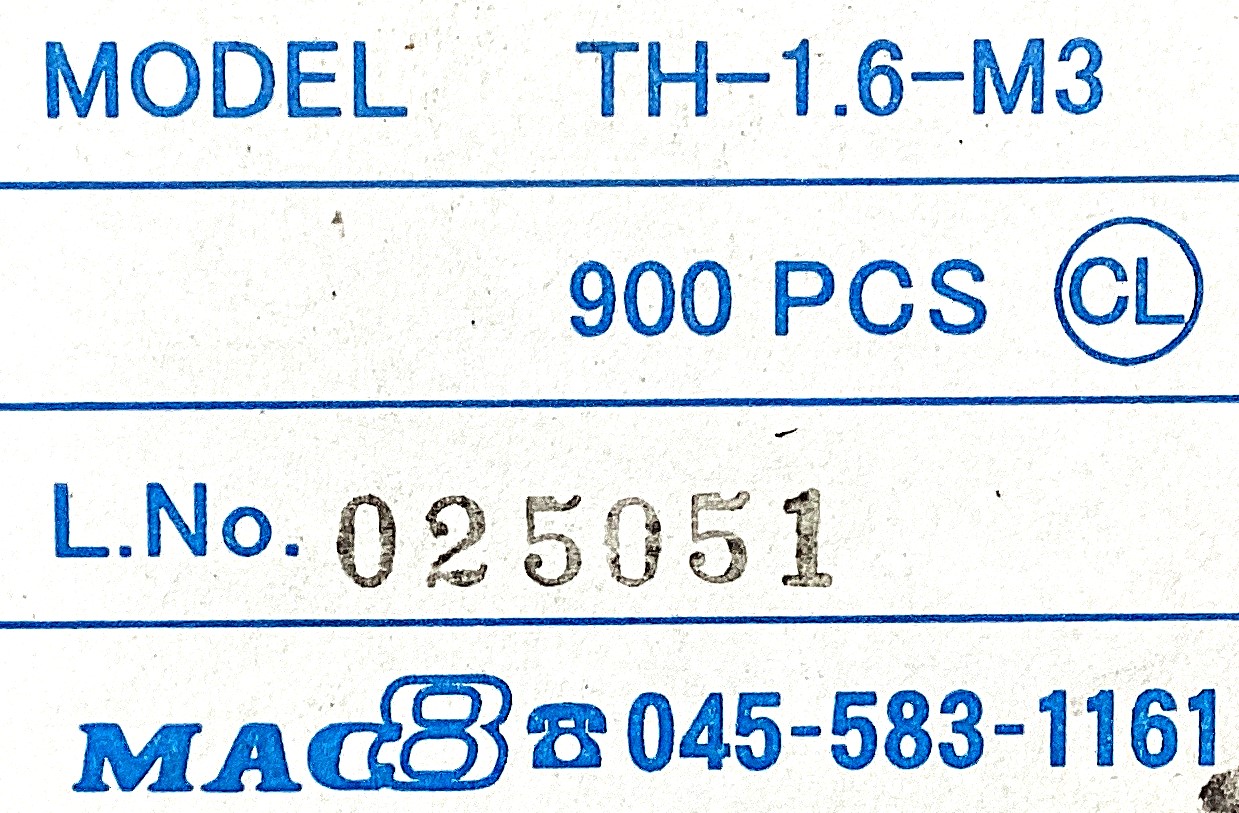 MODEL TH-1.6-M3
900 PCS CL
L.No. 025051
MAC8 ☎045-583-1161